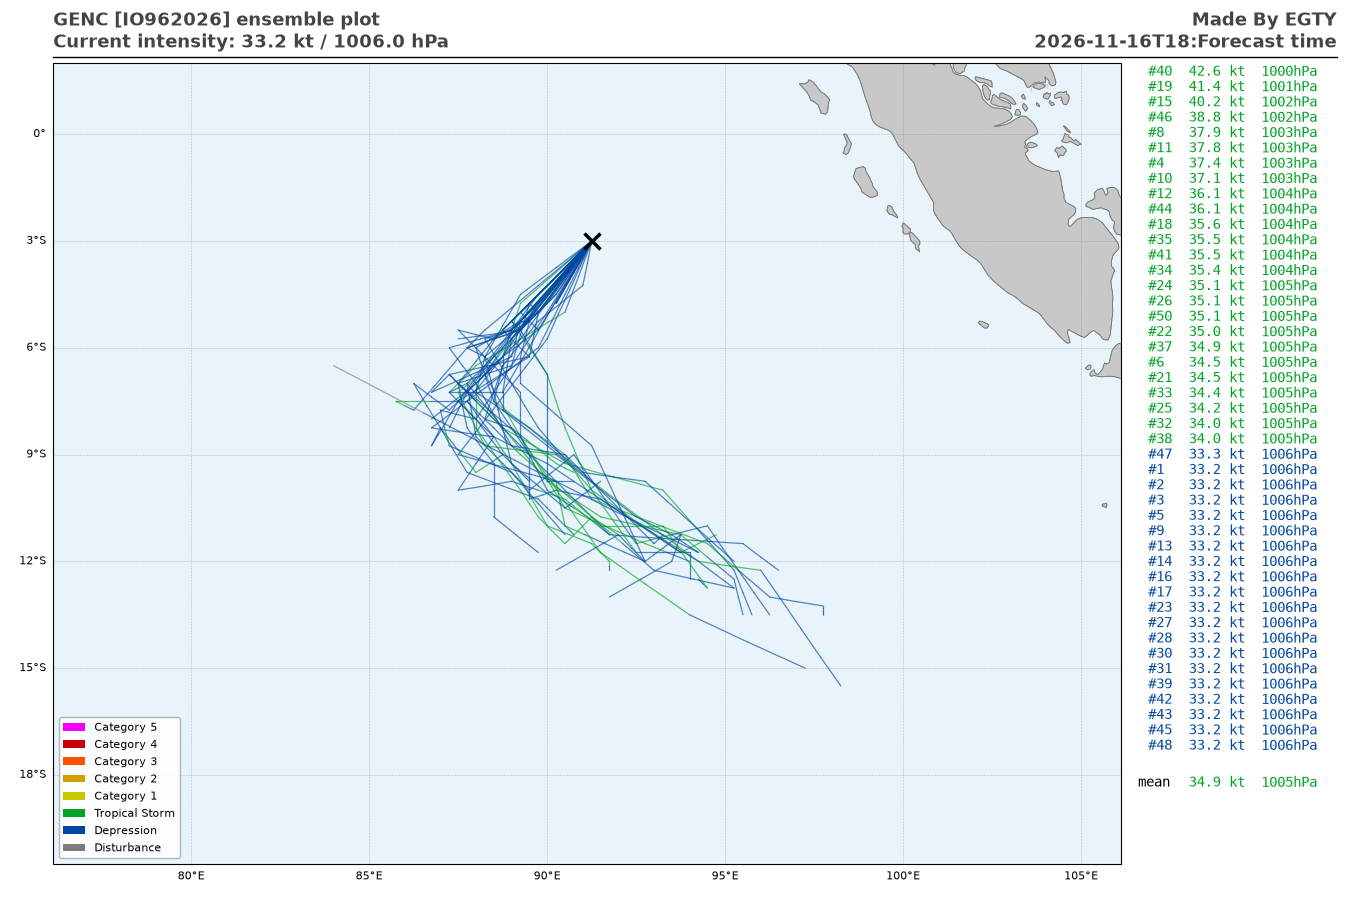 GENC [IO962026] ensemble plot
Current intensity: 33.2 kt / 1006.0 hPa
Made By EGTY
2026-11-16T18:Forecast time
#40 42.6 kt 1000hPa
#19 41.4 kt 1001hPa
#15 40.2 kt 1002hPa
#46 38.8 kt 1002hPa
#8 37.9 kt 1003hPa
#11 37.8 kt 1003hPa
#4 37.4 kt 1003hPa
#10 37.1 kt 1003hPa
#12 36.1 kt 1004hPa
#44 36.1 kt 1004hPa
#18 35.6 kt 1004hPa
#35 35.5 kt 1004hPa
#41 35.5 kt 1004hPa
#34 35.4 kt 1004hPa
#24 35.1 kt 1005hPa
#26 35.1 kt 1005hPa
#50 35.1 kt 1005hPa
#22 35.0 kt 1005hPa
#37 34.9 kt 1005hPa
#6 34.5 kt 1005hPa
#21 34.5 kt 1005hPa
#33 34.4 kt 1005hPa
#25 34.2 kt 1005hPa
#32 34.0 kt 1005hPa
#38 34.0 kt 1005hPa
#47 33.3 kt 1006hPa
#1 33.2 kt 1006hPa
#2 33.2 kt 1006hPa
#3 33.2 kt 1006hPa
#5 33.2 kt 1006hPa
#9 33.2 kt 1006hPa
#13 33.2 kt 1006hPa
#14 33.2 kt 1006hPa
#16 33.2 kt 1006hPa
#17 33.2 kt 1006hPa
#23 33.2 kt 1006hPa
#27 33.2 kt 1006hPa
#28 33.2 kt 1006hPa
#30 33.2 kt 1006hPa
#31 33.2 kt 1006hPa
#39 33.2 kt 1006hPa
#42 33.2 kt 1006hPa
#43 33.2 kt 1006hPa
#45 33.2 kt 1006hPa
#48 33.2 kt 1006hPa
mean 34.9 kt 1005hPa
0°
3°S
6°S
9°S
12°S
15°S
18°S
Category 5
Category 4
Category 3
Category 2
Category 1
Tropical Storm
Depression
Disturbance
80°E
85°E
90°E
95°E
100°E
105°E